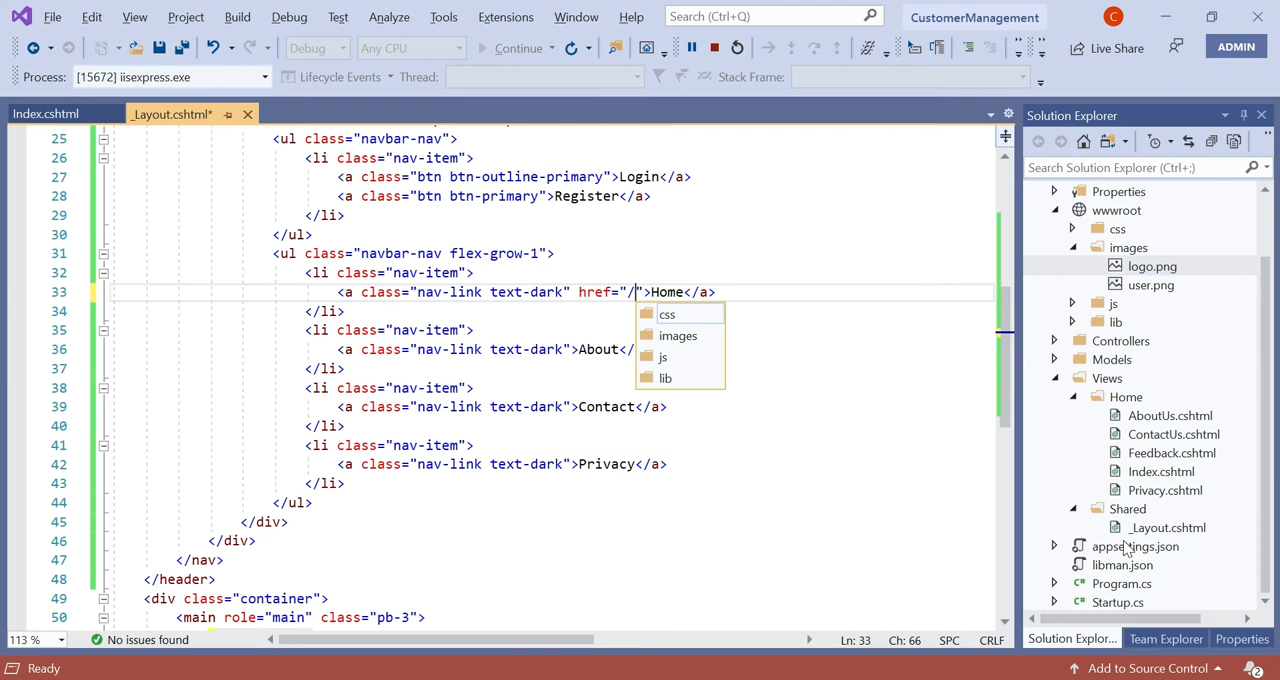 File Edit View Project Build Debug Test Analyze Tools Extensions Window Help Search (Ctrl+Q) CustomerManagement C
Debug Any CPU Continue Live Share ADMIN
Process: [15672] iisexpress.exe Lifecycle Events Thread: Stack Frame:
Index.cshtml _Layout.cshtml*
25 <ul class="navbar-nav">
26 <li class="nav-item">
27 <a class="btn btn-outline-primary">Login</a>
28 <a class="btn btn-primary">Register</a>
29 </li>
30 </ul>
31 <ul class="navbar-nav flex-grow-1">
32 <li class="nav-item">
33 <a class="nav-link text-dark" href="/">Home</a>
34 </li>
35 <li class="nav-item">
36 <a class="nav-link text-dark">About</
37 </li>
38 <li class="nav-item">
39 <a class="nav-link text-dark">Contact</a>
40 </li>
41 <li class="nav-item">
42 <a class="nav-link text-dark">Privacy</a>
43 </li>
44 </ul>
45 </div>
46 </div>
47 </nav>
48 </header>
49 <div class="container">
50 <main role="main" class="pb-3">
css
images
js
lib
113 % No issues found Ln: 33 Ch: 66 SPC CRLF
Solution Explorer
Search Solution Explorer (Ctrl+;)
Properties
wwwroot
css
images
logo.png
user.png
js
lib
Controllers
Models
Views
Home
AboutUs.cshtml
ContactUs.cshtml
Feedback.cshtml
Index.cshtml
Privacy.cshtml
Shared
_Layout.cshtml
appsettings.json
libman.json
Program.cs
Startup.cs
Solution Explor... Team Explorer Properties
Ready Add to Source Control 2